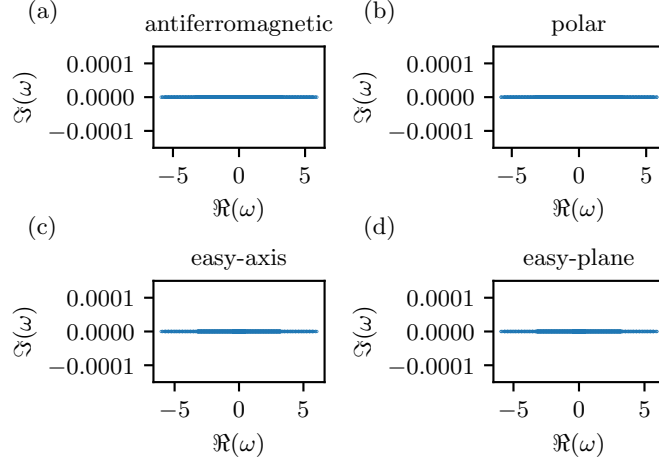 (a)
antiferromagnetic
0.0001
0.0000
−0.0001
ℑ(ω)
−5 0 5
ℜ(ω)
(b)
polar
0.0001
0.0000
−0.0001
ℑ(ω)
−5 0 5
ℜ(ω)
(c)
easy-axis
0.0001
0.0000
−0.0001
ℑ(ω)
−5 0 5
ℜ(ω)
(d)
easy-plane
0.0001
0.0000
−0.0001
ℑ(ω)
−5 0 5
ℜ(ω)